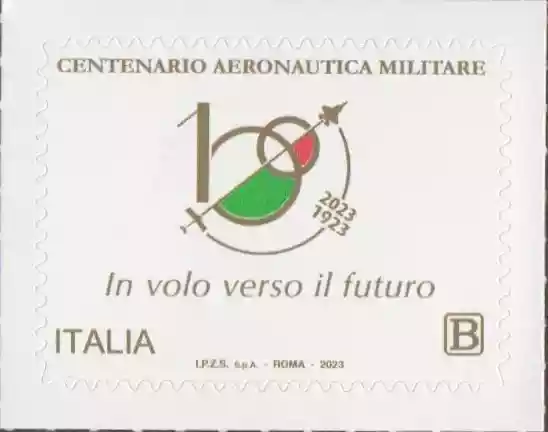 CENTENARIO AERONAUTICA MILITARE
100
2023
1923
In volo verso il futuro
ITALIA
B
I.P.Z.S. S.p.A. - ROMA - 2023